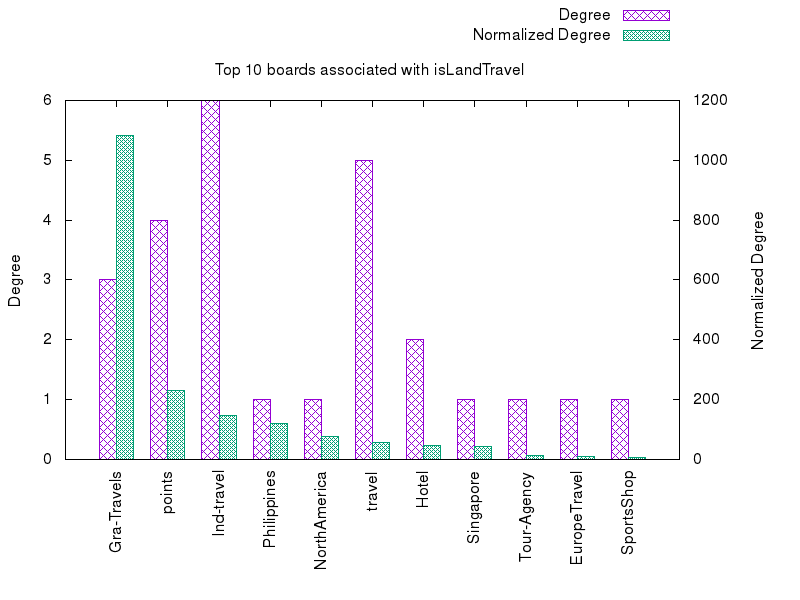 Degree
Normalized Degree
Top 10 boards associated with isLandTravel
6
5
4
3
2
1
0
1200
1000
800
600
400
200
0
Degree
Normalized Degree
Gra-Travels
points
Ind-travel
Philippines
NorthAmerica
travel
Hotel
Singapore
Tour-Agency
EuropeTravel
SportsShop